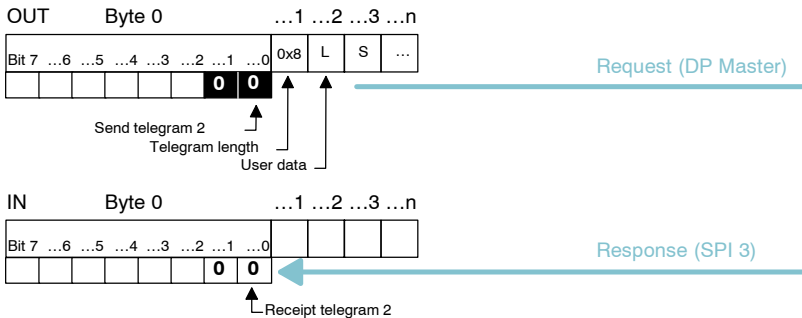 OUT Byte 0 …1 …2 …3 …n
Bit 7 …6 …5 …4 …3 …2 …1 …0 0x8 L S …
0 0
Request (DP Master)
Send telegram 2
Telegram length
User data
IN Byte 0 …1 …2 …3 …n
Bit 7 …6 …5 …4 …3 …2 …1 …0
0 0
Response (SPI 3)
Receipt telegram 2